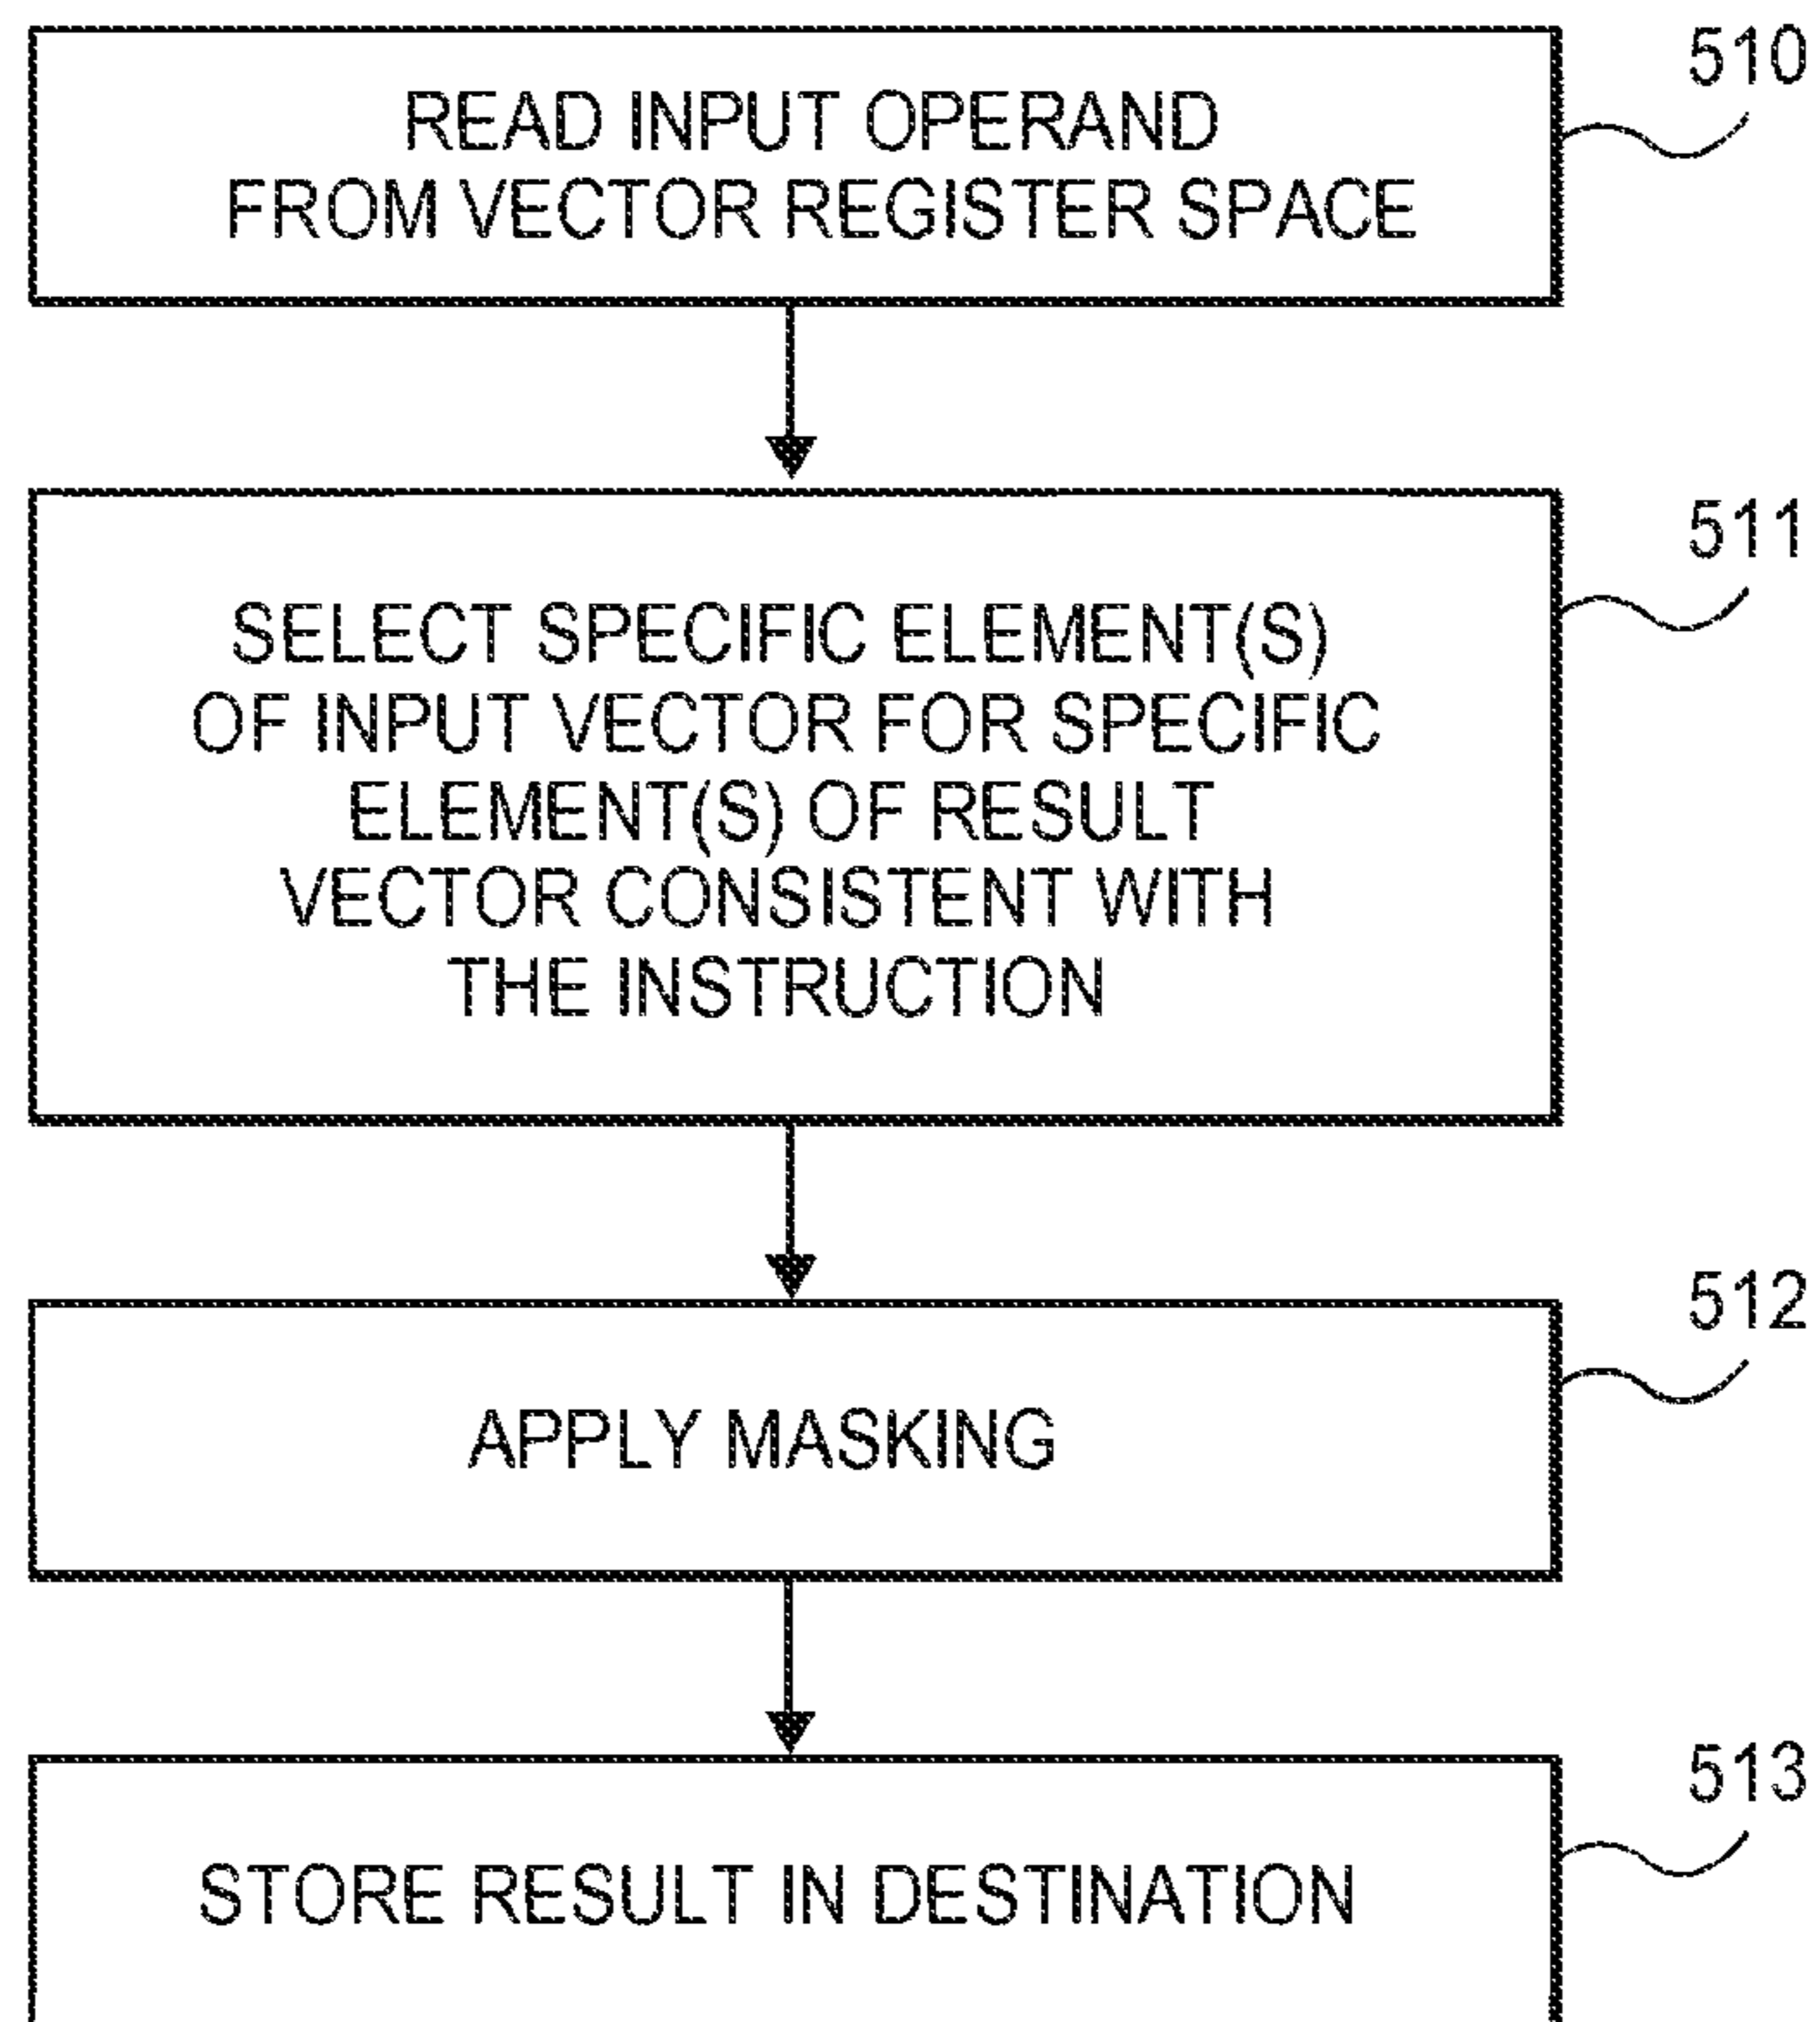 510
READ INPUT OPERAND
FROM VECTOR REGISTER SPACE
511
SELECT SPECIFIC ELEMENT(S)
OF INPUT VECTOR FOR SPECIFIC
ELEMENT(S) OF RESULT
VECTOR CONSISTENT WITH
THE INSTRUCTION
512
APPLY MASKING
513
STORE RESULT IN DESTINATION